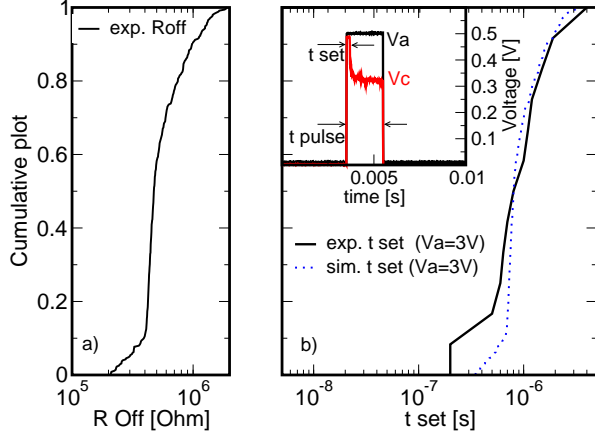 exp. Roff
Cumulative plot
1
0.8
0.6
0.4
0.2
0
a)
10^5
10^6
R Off [Ohm]
Va
t set
Vc
t pulse
0.5
0.4
0.3
0.2
0.1
Voltage [V]
0.005
0.01
time [s]
exp. t set (Va=3V)
sim. t set (Va=3V)
b)
10^-8
10^-7
10^-6
t set [s]